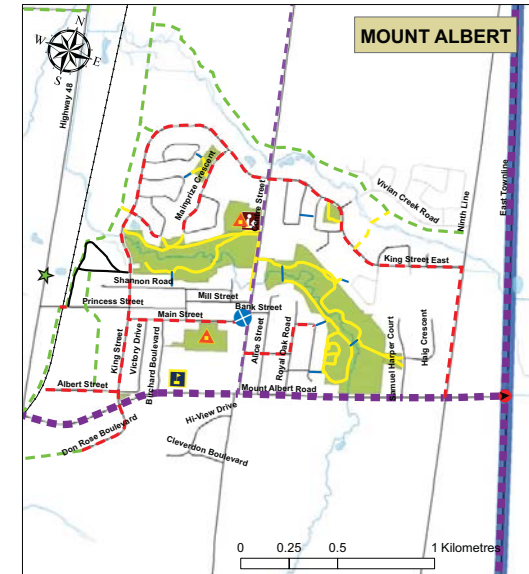 MOUNT ALBERT
N
W
E
S
Highway 48
Mainprize Crescent
Centre Street
Vivian Creek Road
Ninth Line
East Townline
King Street East
Shannon Road
Mill Street
Princess Street
Bank Street
Main Street
King Street
Victory Drive
Birchard Boulevard
Alice Street
Royal Oak Road
Samuel Harper Court
Haig Crescent
Albert Street
Mount Albert Road
Don Rose Boulevard
Hi-View Drive
Cleverdon Boulevard
0 0.25 0.5 1 Kilometres